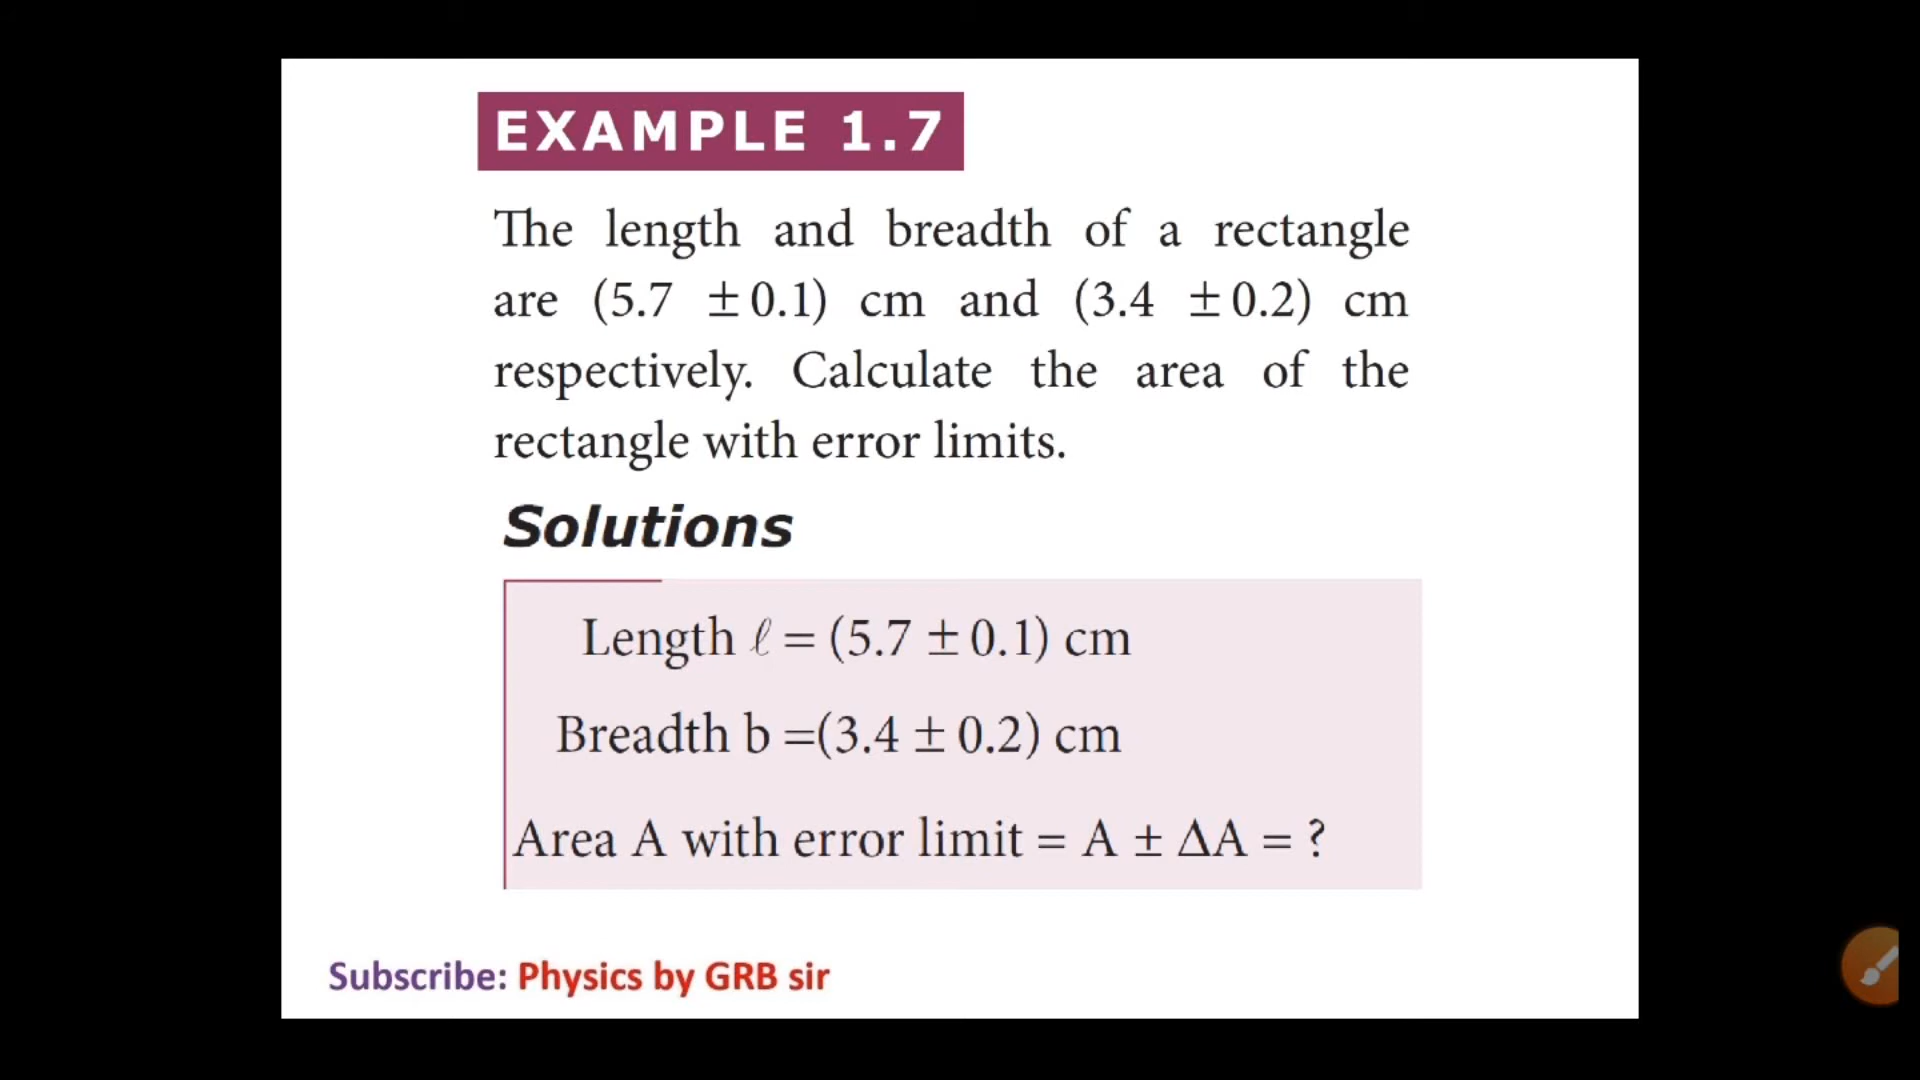 EXAMPLE 1.7
The length and breadth of a rectangle
are (5.7 ±0.1) cm and (3.4 ±0.2) cm
respectively. Calculate the area of the
rectangle with error limits.
Solutions
Length ℓ = (5.7 ±0.1) cm
Breadth b =(3.4 ± 0.2) cm
Area A with error limit = A ± ΔA = ?
Subscribe: Physics by GRB sir